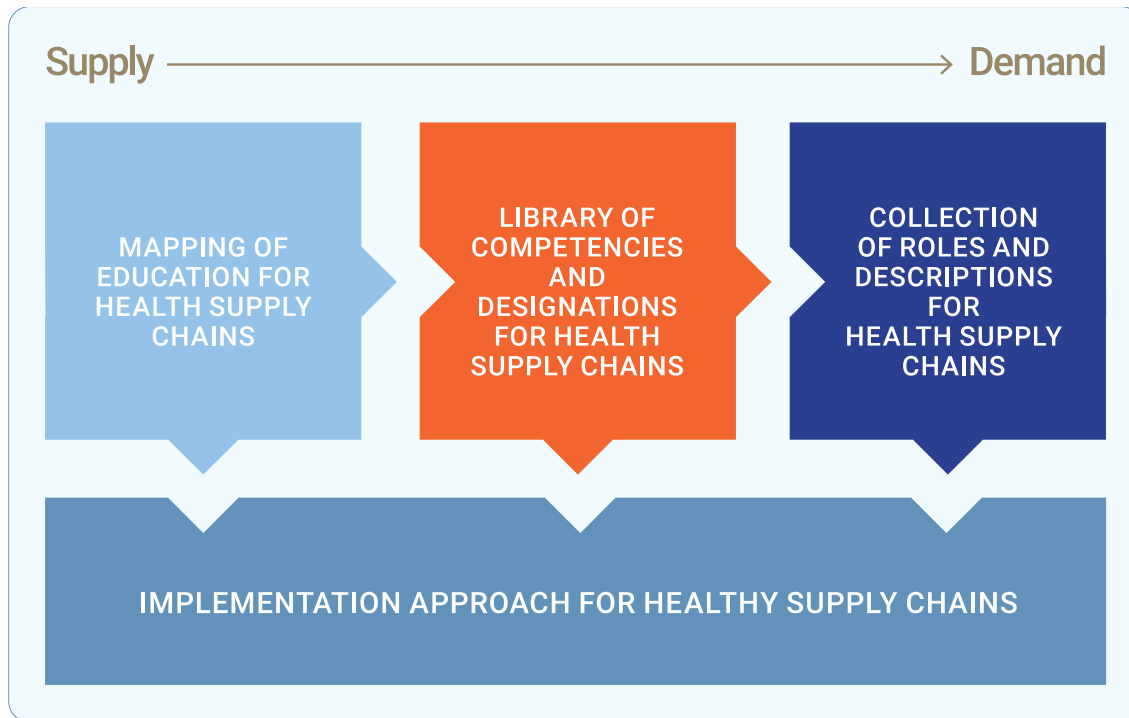 Supply
Demand
MAPPING OF
EDUCATION FOR
HEALTH SUPPLY
CHAINS
LIBRARY OF
COMPETENCIES
AND
DESIGNATIONS
FOR HEALTH
SUPPLY CHAINS
COLLECTION
OF ROLES AND
DESCRIPTIONS
FOR
HEALTH SUPPLY
CHAINS
IMPLEMENTATION APPROACH FOR HEALTHY SUPPLY CHAINS